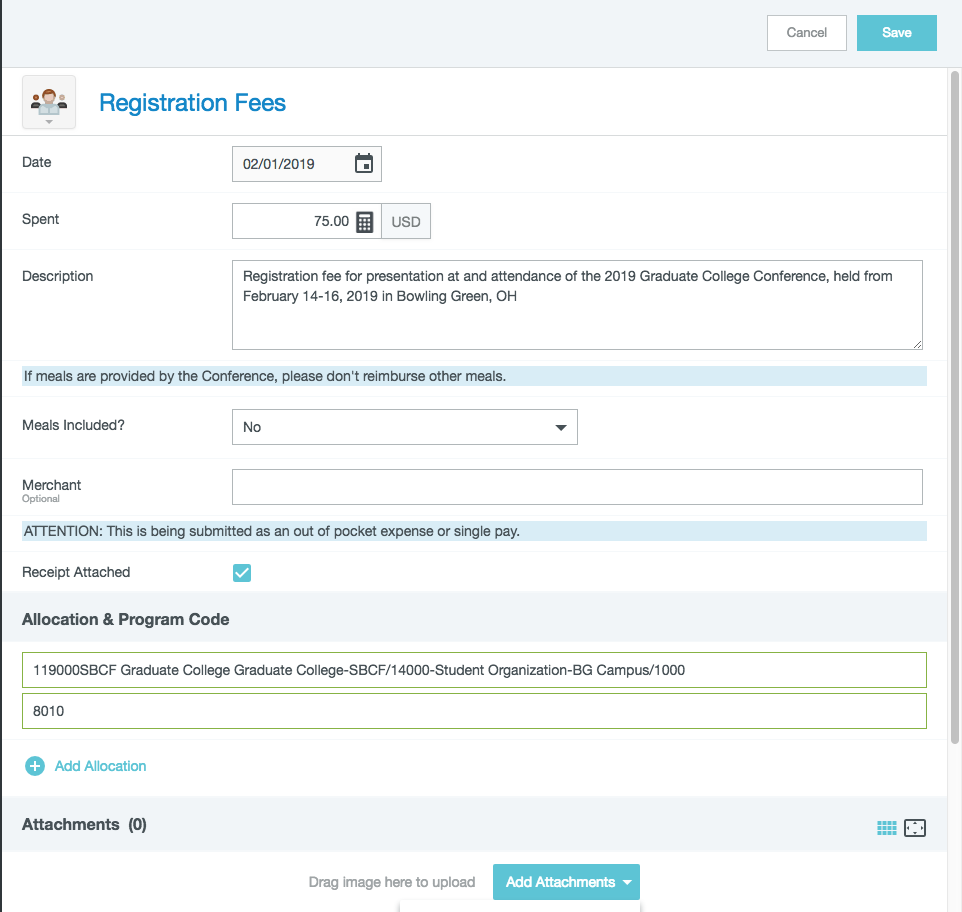 Cancel
Save
Registration Fees
Date
02/01/2019
Spent
75.00
USD
Description
Registration fee for presentation at and attendance of the 2019 Graduate College Conference, held from
February 14-16, 2019 in Bowling Green, OH
If meals are provided by the Conference, please don't reimburse other meals.
Meals Included?
No
Merchant
Optional
ATTENTION: This is being submitted as an out of pocket expense or single pay.
Receipt Attached
Allocation & Program Code
119000SBCF Graduate College Graduate College-SBCF/14000-Student Organization-BG Campus/1000
8010
Add Allocation
Attachments (0)
Drag image here to upload
Add Attachments